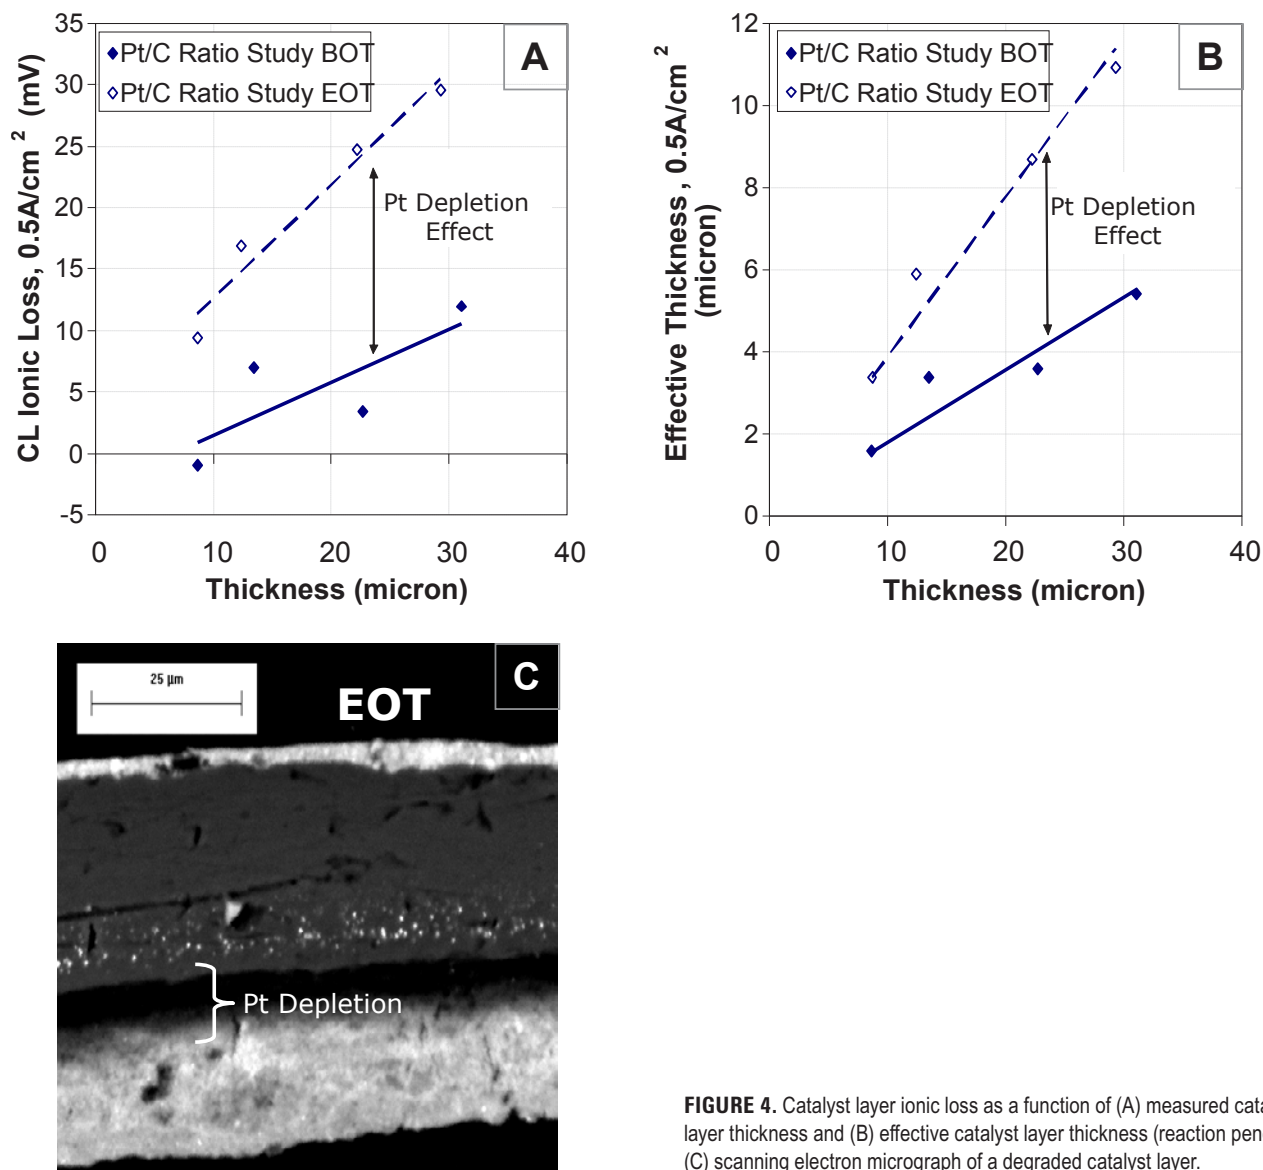 35
30
25
20
15
10
5
0
-5
CL Ionic Loss, 0.5A/cm 2 (mV)
Pt/C Ratio Study BOT
Pt/C Ratio Study EOT
A
Pt Depletion
Effect
0 10 20 30 40
Thickness (micron)
12
10
8
6
4
2
0
Effective Thickness, 0.5A/cm 2
(micron)
Pt/C Ratio Study BOT
Pt/C Ratio Study EOT
B
Pt Depletion
Effect
0 10 20 30 40
Thickness (micron)
25 µm
EOT
C
Pt Depletion
FIGURE 4. Catalyst layer ionic loss as a function of (A) measured cata
layer thickness and (B) effective catalyst layer thickness (reaction pen
(C) scanning electron micrograph of a degraded catalyst layer.